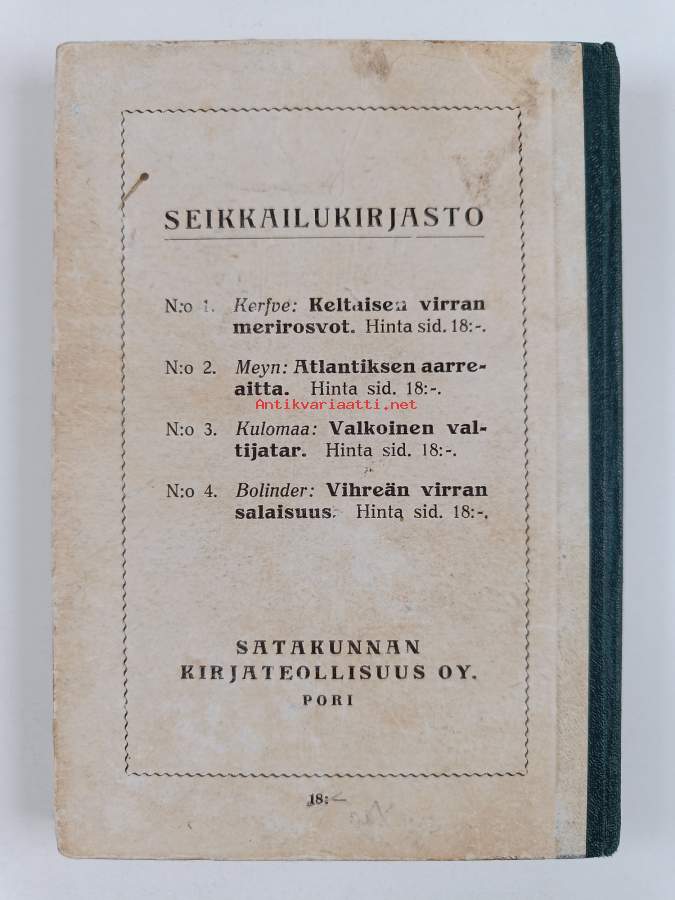 SEIKKAILUKIRJASTO
N:o 1. Kerfve: Keltaisen virran
merirosvot. Hinta sid. 18:-.
N:o 2. Meyn: Atlantiksen aarre-
aitta. Hinta sid. 18:-.
Antikvariaatti.net
N:o 3. Kulomaa: Valkoinen val-
tijatar. Hinta sid. 18:-.
N:o 4. Bolinder: Vihreän virran
salaisuus. Hinta sid. 18:-.
SATAKUNNAN
KIRJATEOLLISUUS OY.
PORI
18:-